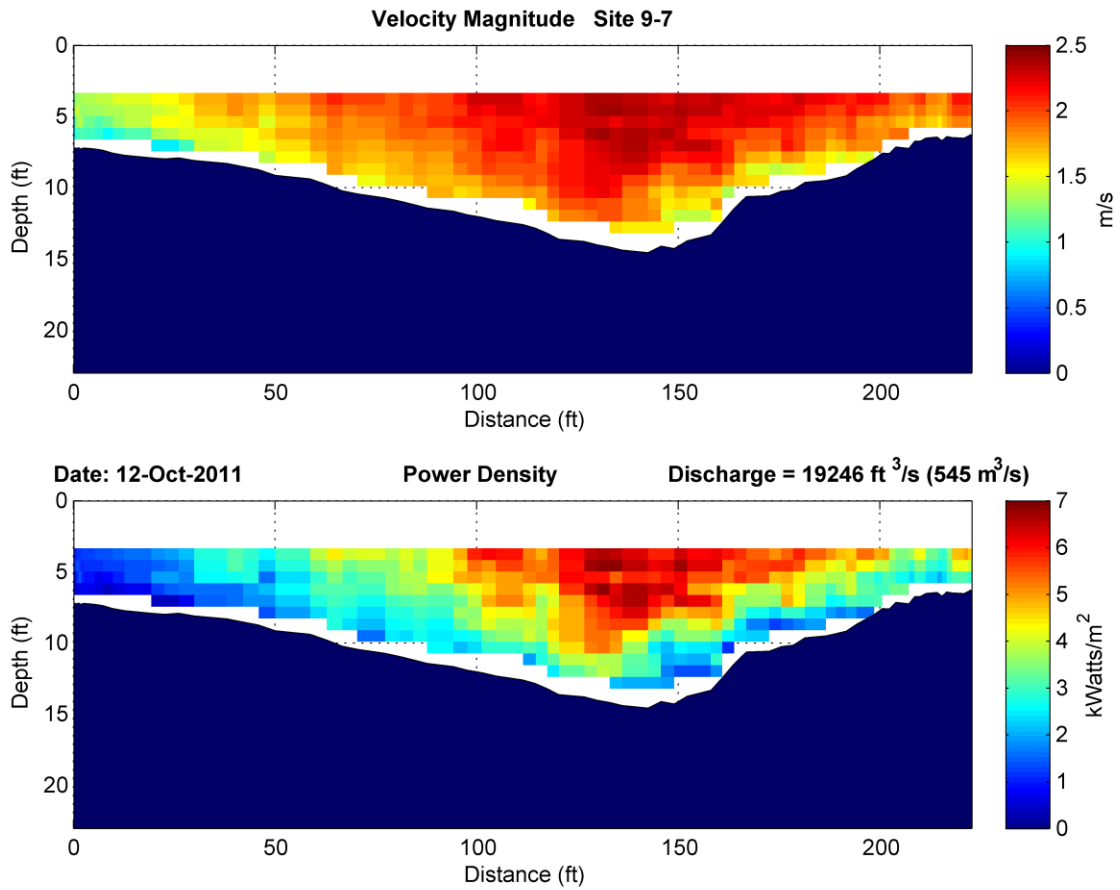 Velocity Magnitude   Site 9-7
0
5
10
15
20
Depth (ft)
0 50 100 150 200
Distance (ft)
2.5
2
1.5
1
0.5
0
m/s
Date: 12-Oct-2011 Power Density Discharge = 19246 ft ³/s (545 m³/s)
0
5
10
15
20
Depth (ft)
0 50 100 150 200
Distance (ft)
7
6
5
4
3
2
1
0
kWatts/m²